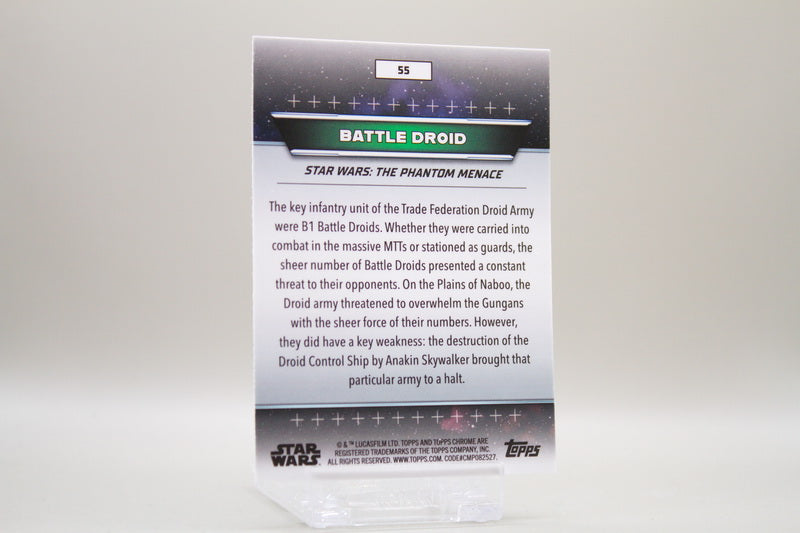 55
BATTLE DROID
STAR WARS: THE PHANTOM MENACE
The key infantry unit of the Trade Federation Droid Army
were B1 Battle Droids. Whether they were carried into
combat in the massive MTTs or stationed as guards, the
sheer number of Battle Droids presented a constant
threat to their opponents. On the Plains of Naboo, the
Droid army threatened to overwhelm the Gungans
with the sheer force of their numbers. However,
they did have a key weakness: the destruction of the
Droid Control Ship by Anakin Skywalker brought that
particular army to a halt.
STAR
WARS
© & ™ LUCASFILM LTD. TOPPS AND TOPPS CHROME ARE
REGISTERED TRADEMARKS OF THE TOPPS COMPANY, INC.
ALL RIGHTS RESERVED. WWW.TOPPS.COM. CODE#CMP082527.
Topps